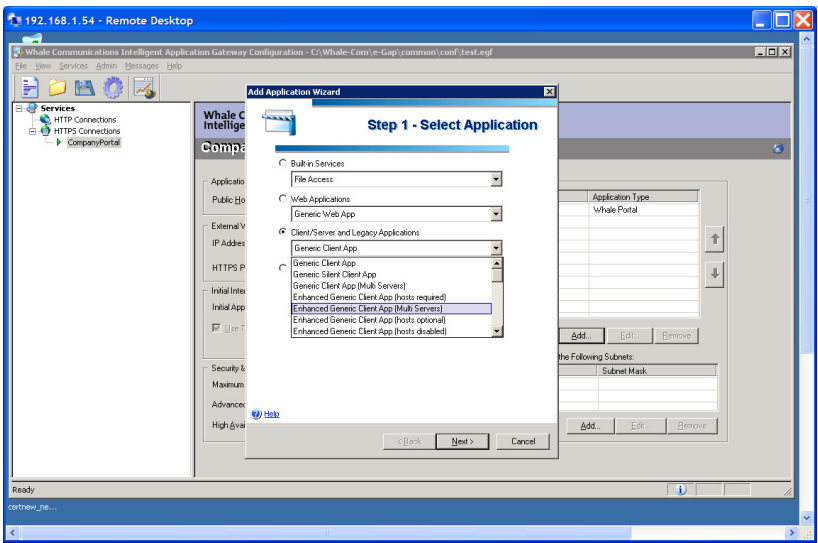 192.168.1.54 - Remote Desktop
Whale Communications Intelligent Application Gateway Configuration - C:\Whale-Com\e-Gap\common\conf\test.egf
File View Services Admin Messages Help
Services
HTTP Connections
HTTPS Connections
CompanyPortal
Whale C
Intellige
Compa
Applicatio
Public Ho
External V
IP Addres
HTTPS P
Initial Inter
Initial App
Use T
Security &
Maximum
Advanced
High Avai
Add Application Wizard
Step 1 - Select Application
Built-in Services
File Access
Web Applications
Generic Web App
Client/Server and Legacy Applications
Generic Client App
Generic Client App
Generic Silent Client App
Generic Client App (Multi Servers)
Enhanced Generic Client App (hosts required)
Enhanced Generic Client App (Multi Servers)
Enhanced Generic Client App (hosts optional)
Enhanced Generic Client App (hosts disabled)
Help
< Back Next > Cancel
Application Type
Whale Portal
Add... Edit... Remove
the Following Subnets:
Subnet Mask
Add... Edit... Remove
Ready
certnew_ne...